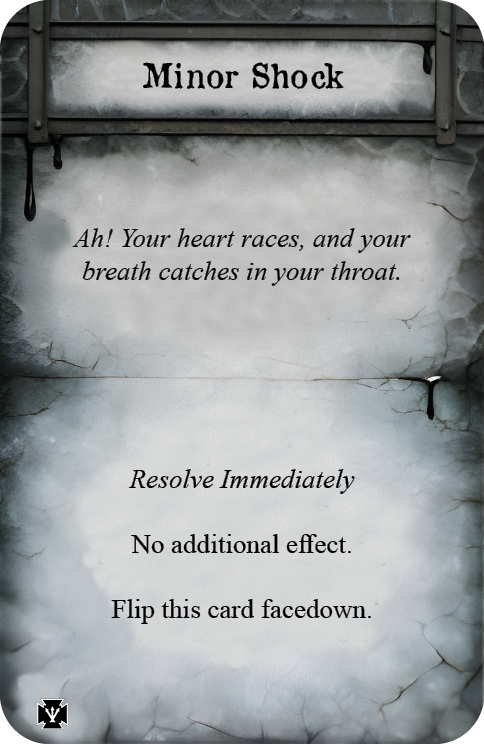 Minor Shock
Ah! Your heart races, and your
breath catches in your throat.
Resolve Immediately
No additional effect.
Flip this card facedown.